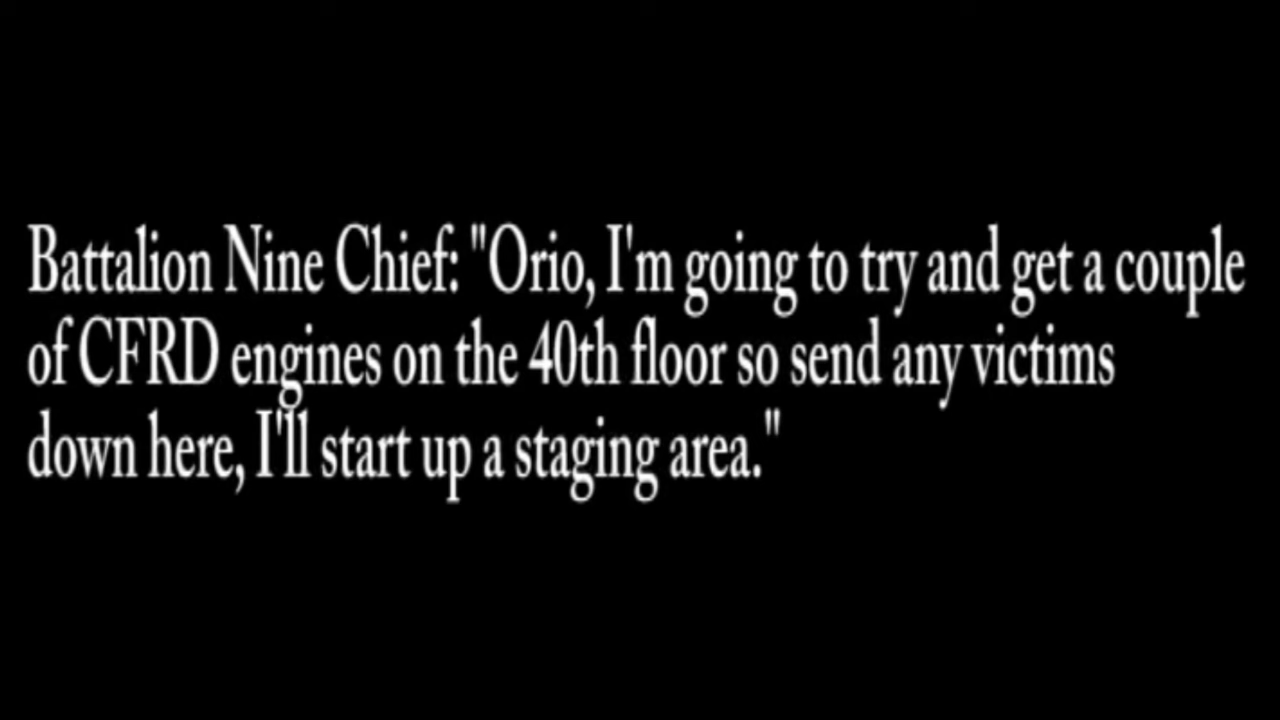 Battalion Nine Chief: "Orio, I'm going to try and get a couple
of CFRD engines on the 40th floor so send any victims
down here, I'll start up a staging area."